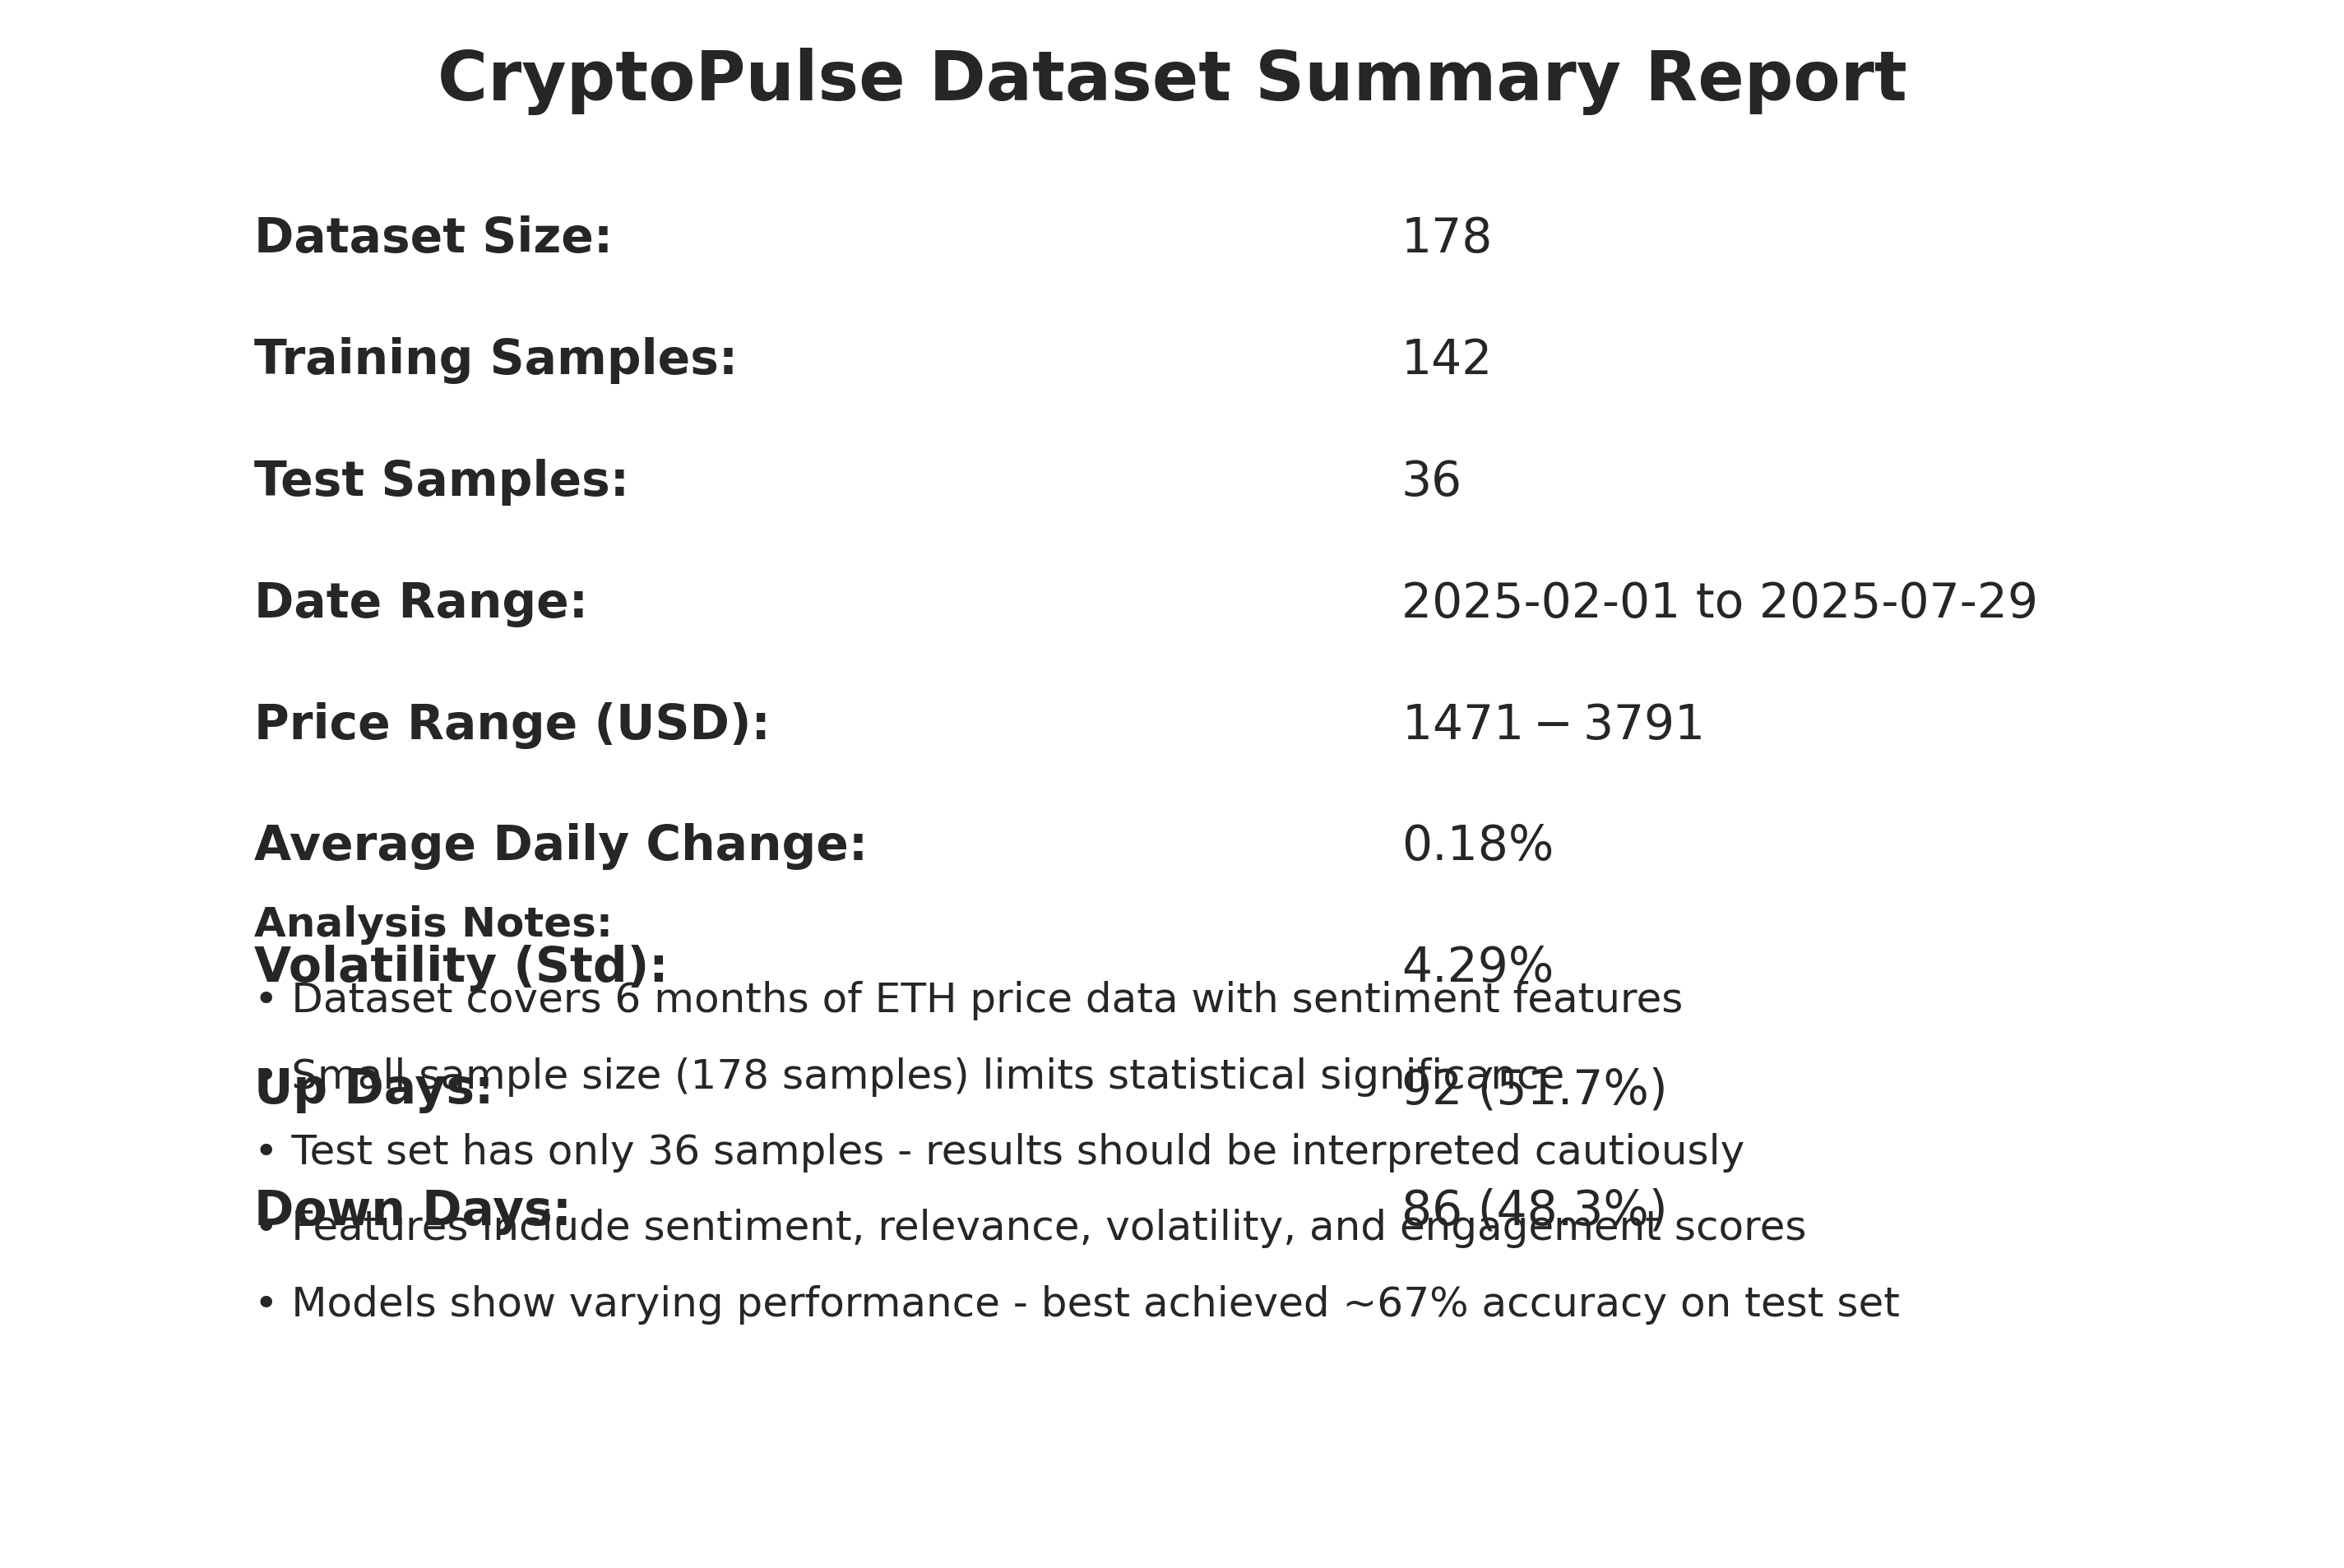 CryptoPulse Dataset Summary Report
Dataset Size: 178
Training Samples: 142
Test Samples: 36
Date Range: 2025-02-01 to 2025-07-29
Price Range (USD): 1471 − 3791
Average Daily Change: 0.18%
Analysis Notes:
Volatility (Std): 4.29%
• Dataset covers 6 months of ETH price data with sentiment features
• Small sample size (178 samples) limits statistical significance
Up Days: 92 (51.7%)
• Test set has only 36 samples - results should be interpreted cautiously
Down Days: 86 (48.3%)
• Features include sentiment, relevance, volatility, and engagement scores
• Models show varying performance - best achieved ~67% accuracy on test set